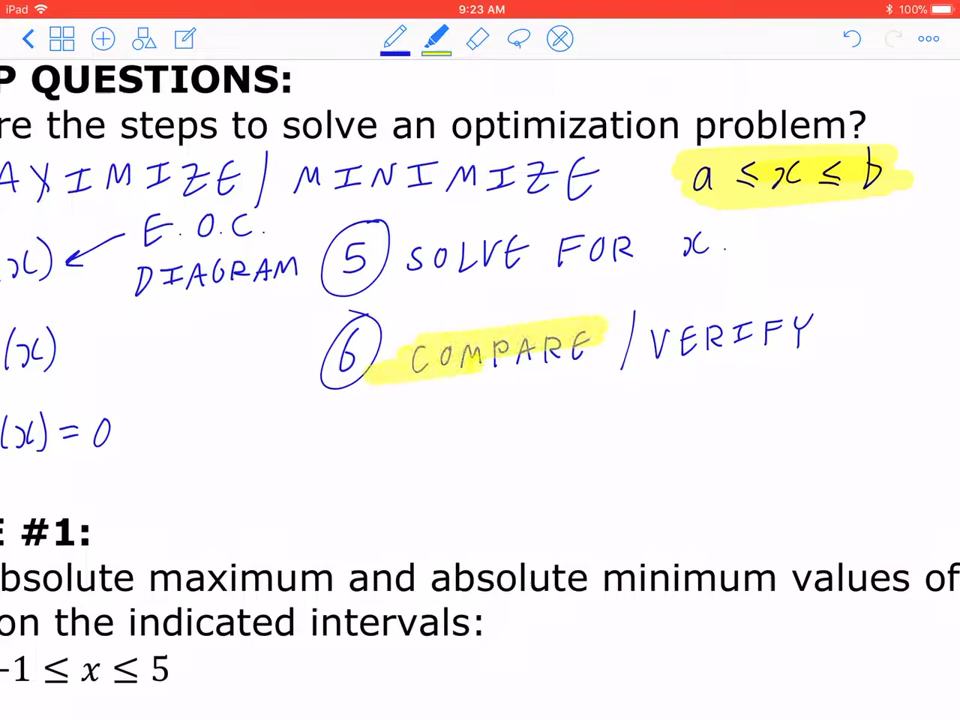 iPad 9:23 AM 100%
P QUESTIONS:
re the steps to solve an optimization problem?
AXIMIZE/MINIMIZE a ≤ x ≤ b
x) E.O.C.
DIAGRAM ⑤ SOLVE FOR x.
(x) ⑥ COMPARE/VERIFY
(x) = 0
E #1:
bsolute maximum and absolute minimum values of
on the indicated intervals:
-1 ≤ x ≤ 5